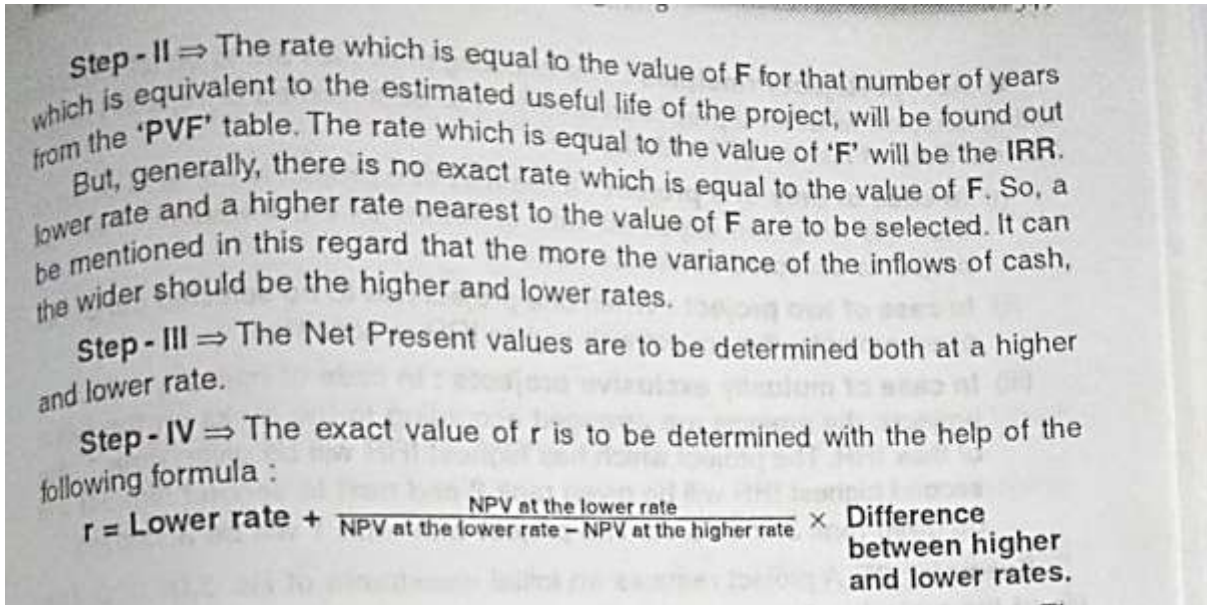 Step - II ⇒ The rate which is equal to the value of F for that number of years
which is equivalent to the estimated useful life of the project, will be found out
from the 'PVF' table. The rate which is equal to the value of 'F' will be the IRR.
But, generally, there is no exact rate which is equal to the value of F. So, a
lower rate and a higher rate nearest to the value of F are to be selected. It can
be mentioned in this regard that the more the variance of the inflows of cash,
the wider should be the higher and lower rates.
Step - III ⇒ The Net Present values are to be determined both at a higher
and lower rate.
Step - IV ⇒ The exact value of r is to be determined with the help of the
following formula :
r = Lower rate + NPV at the lower rate / NPV at the lower rate – NPV at the higher rate × Difference
between higher
and lower rates.